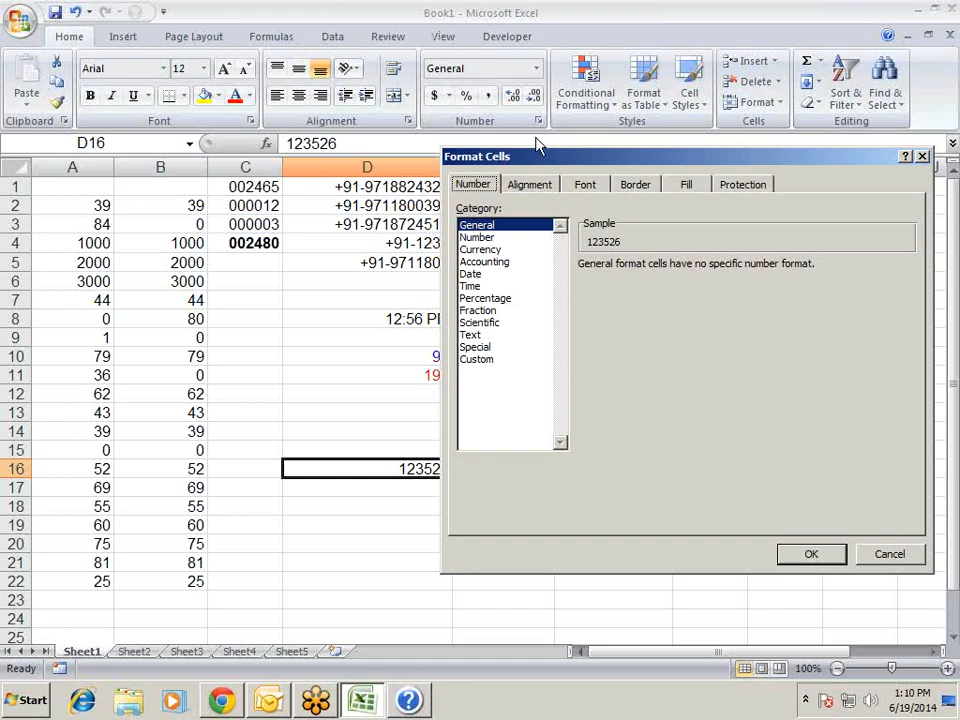 Book1 - Microsoft Excel
Home Insert Page Layout Formulas Data Review View Developer
Paste
Arial 12
B I U A
General
$ % ,
Conditional Formatting
Format as Table
Cell Styles
Insert
Delete
Format
Sort & Filter
Find & Select
Clipboard Font Alignment Number Styles Cells Editing
D16 fx 123526
A B C D
1 002465 +91-971882432
2 39 39 000012 +91-971180039
3 84 0 000003 +91-971872451
4 1000 1000 002480 +91-123
5 2000 2000 +91-971180
6 3000 3000
7 44 44
8 0 80 12:56 P
9 1 0
10 79 79 9
11 36 0 19
12 62 62
13 43 43
14 39 39
15 0 0
16 52 52 12352
17 69 69
18 55 55
19 60 60
20 75 75
21 81 81
22 25 25
23
24
25
Format Cells
Number Alignment Font Border Fill Protection
Category:
General
Number
Currency
Accounting
Date
Time
Percentage
Fraction
Scientific
Text
Special
Custom
Sample
123526
General format cells have no specific number format.
OK Cancel
Sheet1 Sheet2 Sheet3 Sheet4 Sheet5
Ready 100%
Start
1:10 PM
6/19/2014